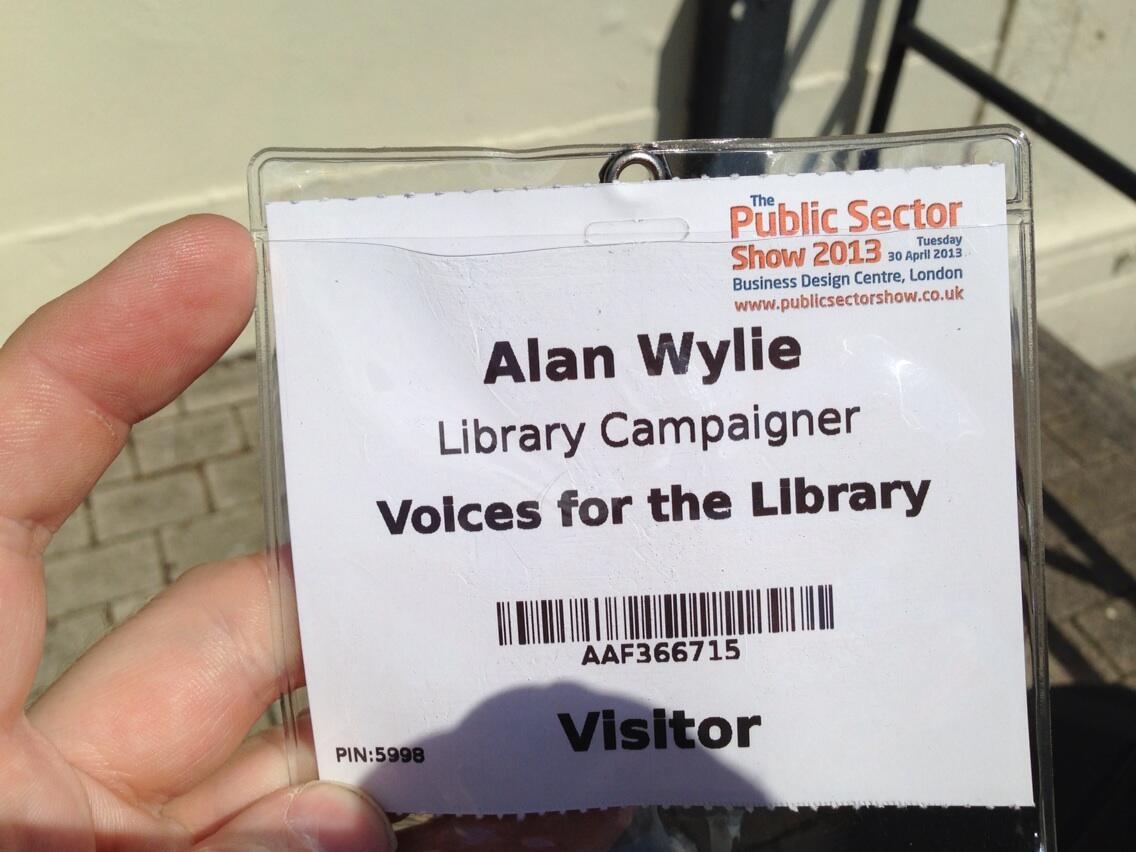 The
Public Sector
Show 2013 Tuesday 30 April 2013
Business Design Centre, London
www.publicsectorshow.co.uk
Alan Wylie
Library Campaigner
Voices for the Library
AAF366715
Visitor
PIN:5998